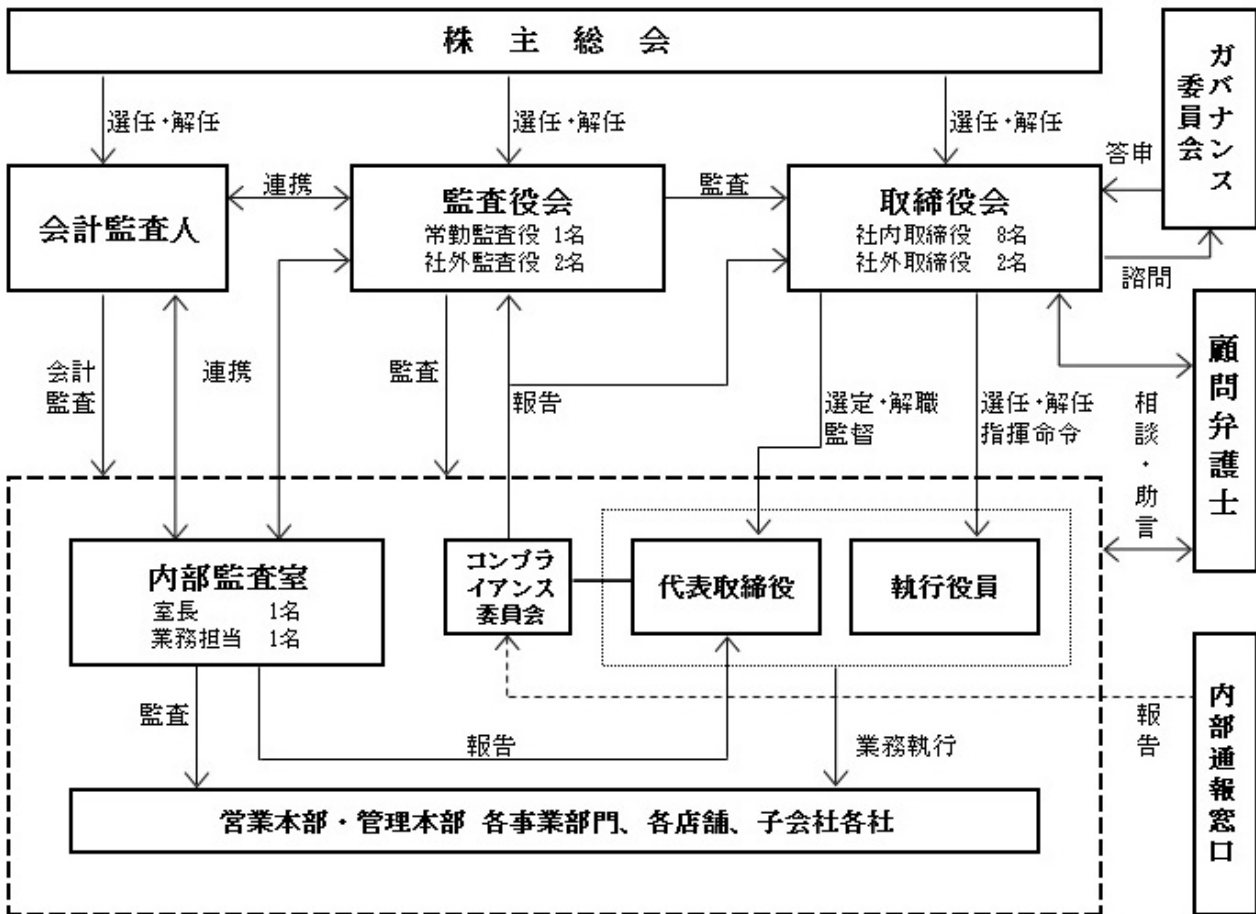 株主総会
ガバナンス
委員会
選任・解任
選任・解任
選任・解任
答申
会計監査人
連携
監査役会
常勤監査役 1名
社外監査役 2名
監査
取締役会
社内取締役 8名
社外取締役 2名
諮問
会計
監査
連携
監査
報告
選定・解職
監督
選任・解任
指揮命令
相談・助言
顧問弁護士
内部監査室
室長 1名
業務担当 1名
コンプラ
イアンス
委員会
代表取締役
執行役員
監査
報告
業務執行
報告
内部通報窓口
営業本部・管理本部 各事業部門、各店舗、子会社各社